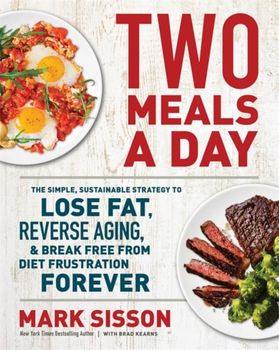 TWO
MEALS
A DAY
THE SIMPLE, SUSTAINABLE STRATEGY TO
LOSE FAT,
REVERSE AGING,
& BREAK FREE FROM
DIET FRUSTRATION
FOREVER
MARK SISSON
New York Times Bestselling Author | WITH BRAD KEARNS